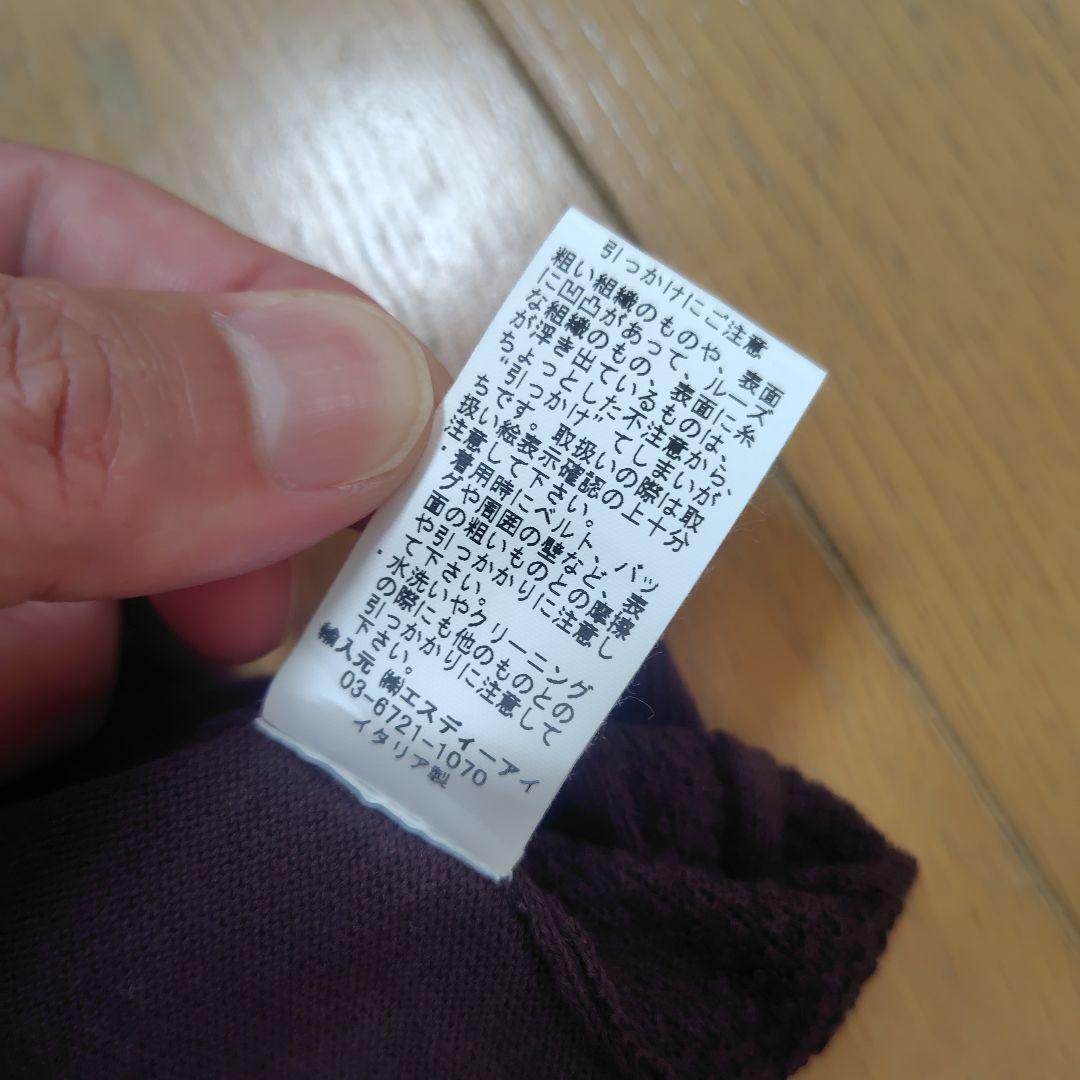 引っかけにご注意
粗い組織のものや、表面
に凹凸があって、ルーズ
な組織のもの、表面に糸
が浮き出ているものは、
ちょっとした不注意から、
"引っかけ"てしまいが
ちです。取扱いの際は取
扱い絵表示確認の上十分
注意して下さい。
・着用時にベルト、バッ
グや周囲の壁など、表
面の粗いものとの摩擦
や引っかかりに注意し
て下さい。
・水洗いやクリーニング
の際にも他のものとの
引っかかりに注意して
下さい。
輸入元 ㈱エスティーアイ
03-6721-1070
イタリア製